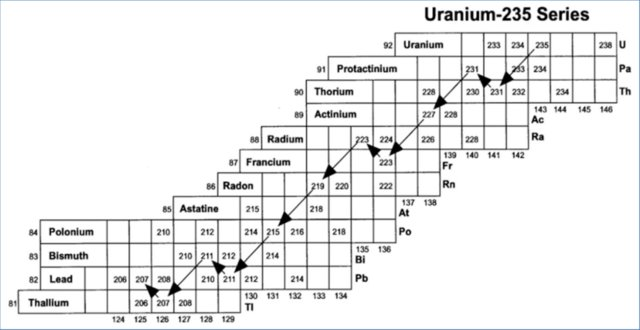 Uranium-235 Series
92 Uranium 233 234 235 238 U
91 Protactinium 231 233 234 Pa
90 Thorium 228 230 231 232 234 Th
89 Actinium 227 228 143 144 145 146
Ac
88 Radium 223 224 226 228 Ra
87 Francium 223 139 140 141 142
Fr
86 Radon 219 220 222 Rn
85 Astatine 215 218 137 138
At
84 Polonium 210 212 214 215 216 218 Po
83 Bismuth 210 211 212 214 135 136
Bi
82 Lead 206 207 208 210 211 212 214 Pb
81 Thallium 206 207 208 130 131 132 133 134
Tl
124 125 126 127 128 129